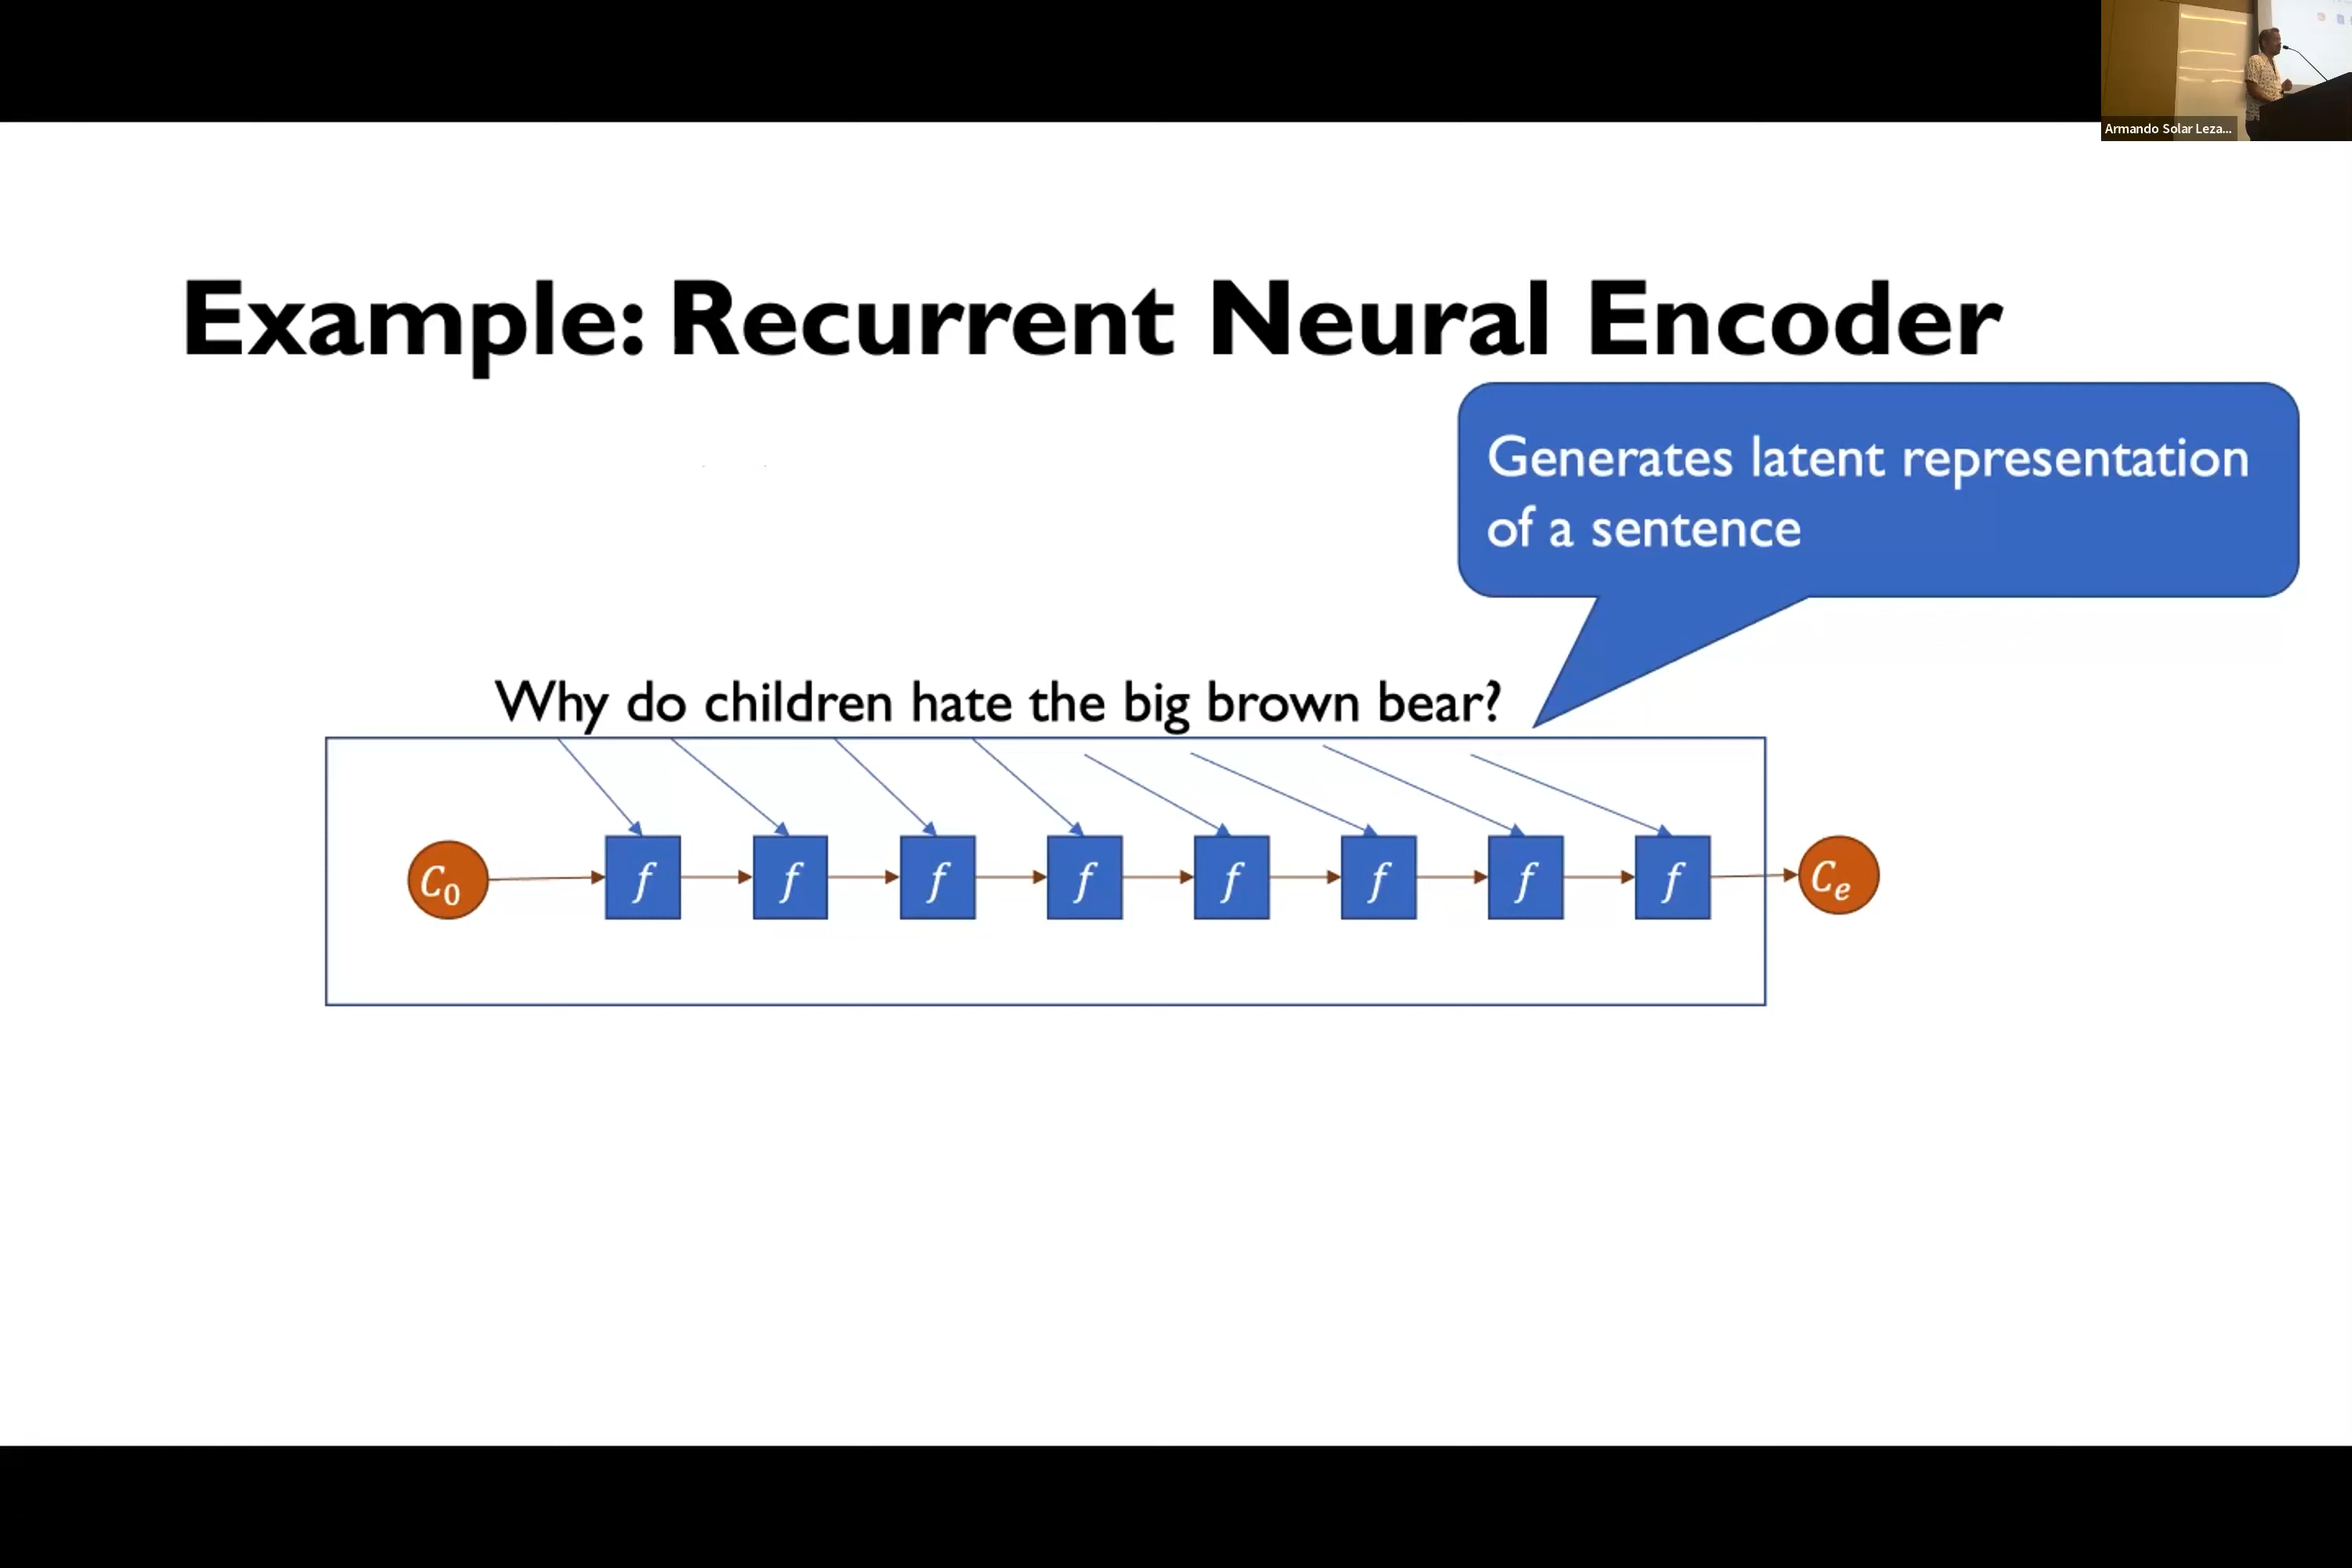 Armando Solar Leza...
Example: Recurrent Neural Encoder
Generates latent representation
of a sentence
Why do children hate the big brown bear?
C₀ f f f f f f f f Cₑ